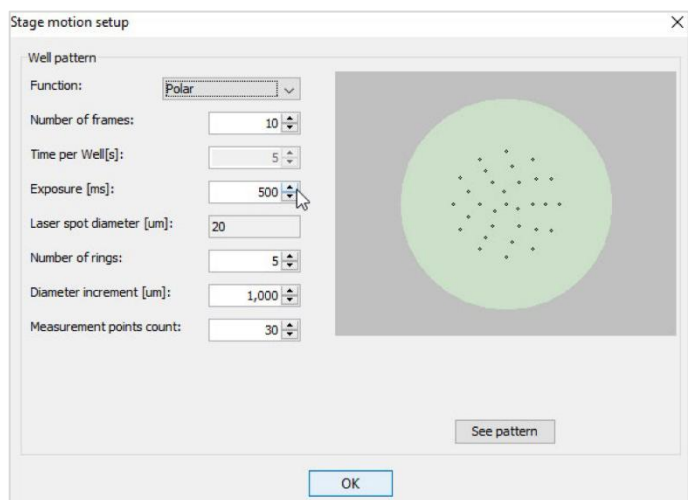 Stage motion setup
Well pattern
Function: Polar
Number of frames: 10
Time per Well[s]: 5
Exposure [ms]: 500
Laser spot diameter [um]: 20
Number of rings: 5
Diameter increment [um]: 1,000
Measurement points count: 30
See pattern
OK